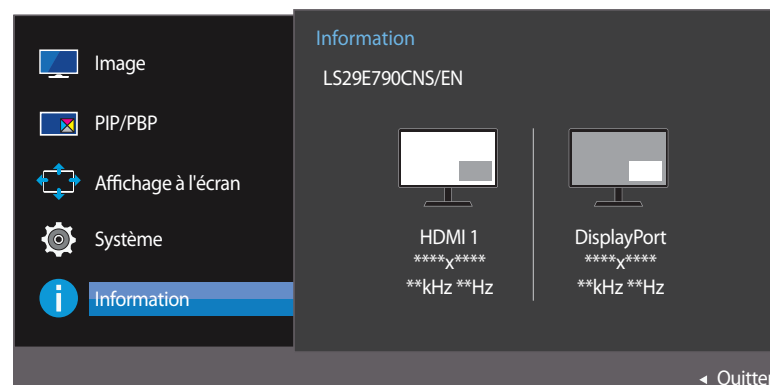 Image
PIP/PBP
Affichage à l'écran
Système
Information
Information
LS29E790CNS/EN
HDMI 1
****x****
**kHz **Hz
DisplayPort
****x****
**kHz **Hz
Quitter